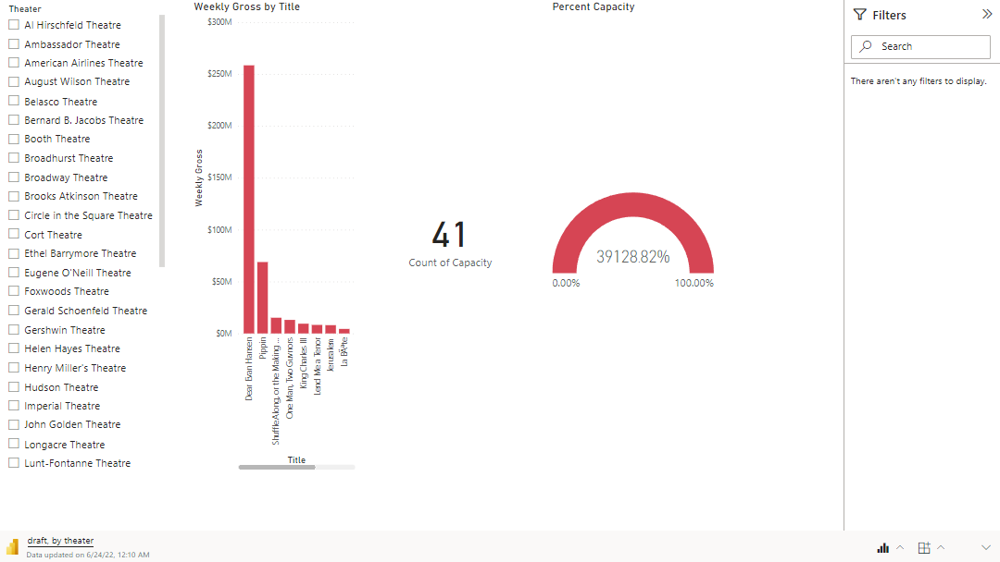 Theater
Al Hirschfeld Theatre
Ambassador Theatre
American Airlines Theatre
August Wilson Theatre
Belasco Theatre
Bernard B. Jacobs Theatre
Booth Theatre
Broadhurst Theatre
Broadway Theatre
Brooks Atkinson Theatre
Circle in the Square Theatre
Cort Theatre
Ethel Barrymore Theatre
Eugene O'Neill Theatre
Foxwoods Theatre
Gerald Schoenfeld Theatre
Gershwin Theatre
Helen Hayes Theatre
Henry Miller's Theatre
Hudson Theatre
Imperial Theatre
John Golden Theatre
Longacre Theatre
Lunt-Fontanne Theatre
Weekly Gross by Title
$300M
$250M
$200M
$150M
$100M
$50M
$0M
Weekly Gross
Dear Evan Hansen
Pippin
Shuffle Along, or the Making ...
One Man, Two Guvnors
King Charles III
Lend Me a Tenor
Jerusalem
La BÃªte
Title
41
Count of Capacity
Percent Capacity
39128.82%
0.00%
100.00%
Filters
Search
There aren't any filters to display.
draft, by theater
Data updated on 6/24/22, 12:10 AM